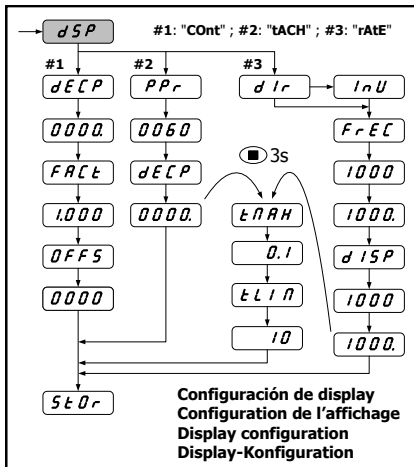 dSP
#1: "COnt" ; #2: "tACH" ; #3: "rAtE"
#1
#2
#3
dECP
PPr
dIr
InU
0000.
0060
FrEC
FACt
dECP
3s
1000
1.000
0000.
tMAH
1000.
OFFS
0.1
dISP
0000
tLIM
1000
10
1000.
StOr
Configuración de display
Configuration de l'affichage
Display configuration
Display-Konfiguration